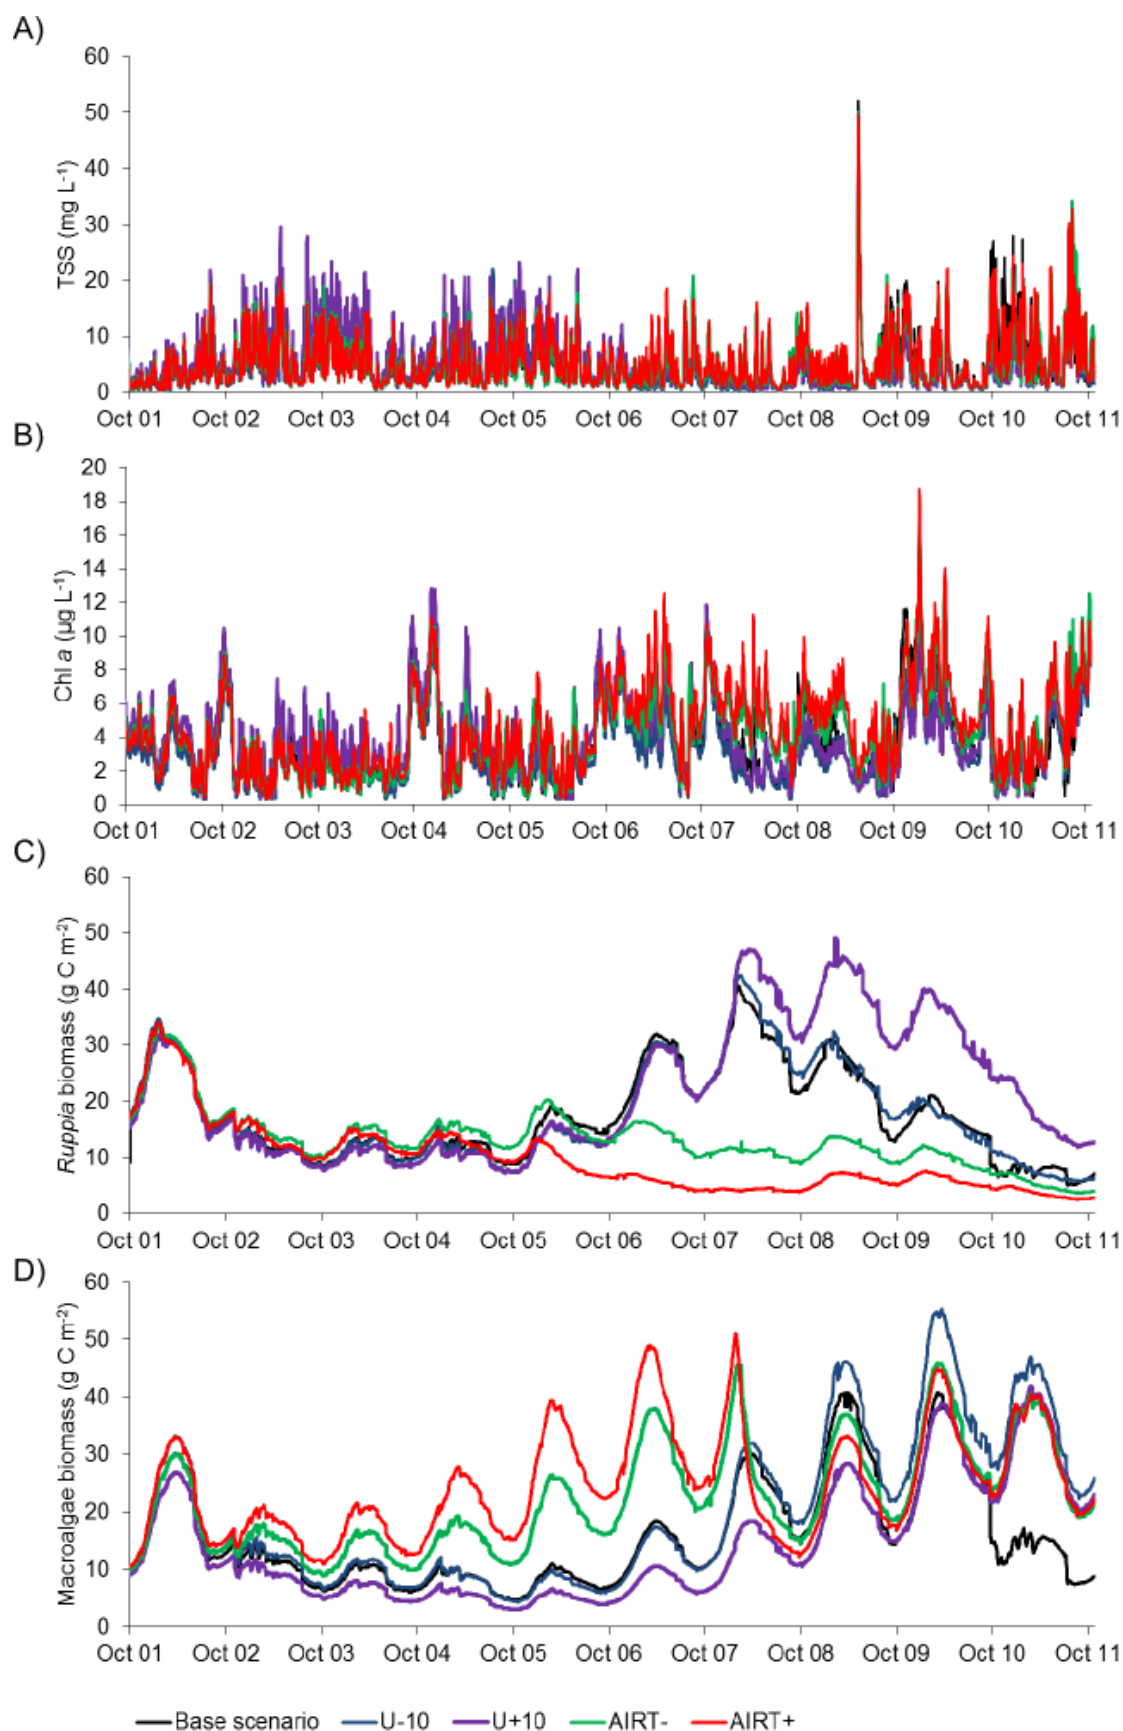 A)
60
50
40
30
20
10
0
TSS (mg L-1)
Oct 01 Oct 02 Oct 03 Oct 04 Oct 05 Oct 06 Oct 07 Oct 08 Oct 09 Oct 10 Oct 11
B)
20
18
16
14
12
10
8
6
4
2
0
Chl a (µg L-1)
Oct 01 Oct 02 Oct 03 Oct 04 Oct 05 Oct 06 Oct 07 Oct 08 Oct 09 Oct 10 Oct 11
C)
60
50
40
30
20
10
0
Ruppia biomass (g C m-2)
Oct 01 Oct 02 Oct 03 Oct 04 Oct 05 Oct 06 Oct 07 Oct 08 Oct 09 Oct 10 Oct 11
D)
60
50
40
30
20
10
0
Macroalgae biomass (g C m-2)
Oct 01 Oct 02 Oct 03 Oct 04 Oct 05 Oct 06 Oct 07 Oct 08 Oct 09 Oct 10 Oct 11
Base scenario U-10 U+10 AIRT- AIRT+